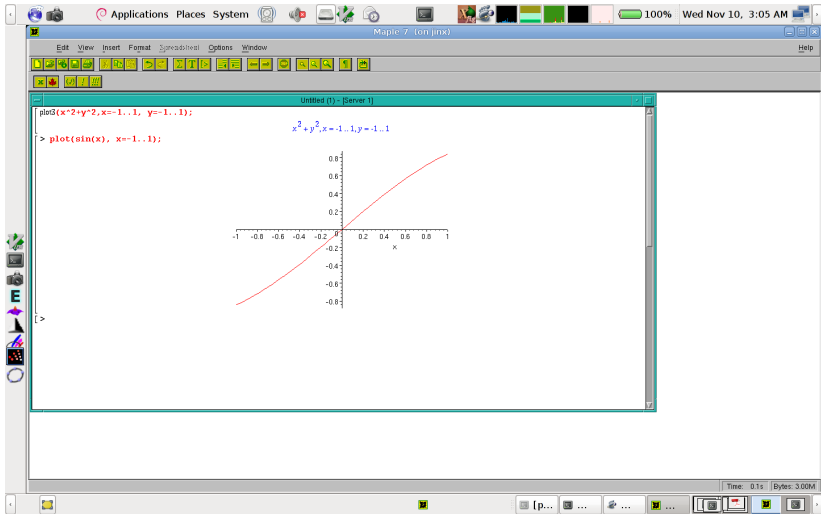 Applications Places System 100% Wed Nov 10, 3:05 AM
Maple 7 (on jinx)
Edit View Insert Format Spreadsheet Options Window Help
Untitled (1) - [Server 1]
plot3(x^2+y^2,x=-1..1, y=-1..1);
x^2 + y^2, x = -1 .. 1, y = -1 .. 1
> plot(sin(x), x=-1..1);
0.8
0.6
0.4
0.2
-1 -0.8 -0.6 -0.4 -0.2 0 0.2 0.4 0.6 0.8 1
x
-0.2
-0.4
-0.6
-0.8
[ >
E
Time: 0.1s Bytes: 3.00M
[p... ... ... ...